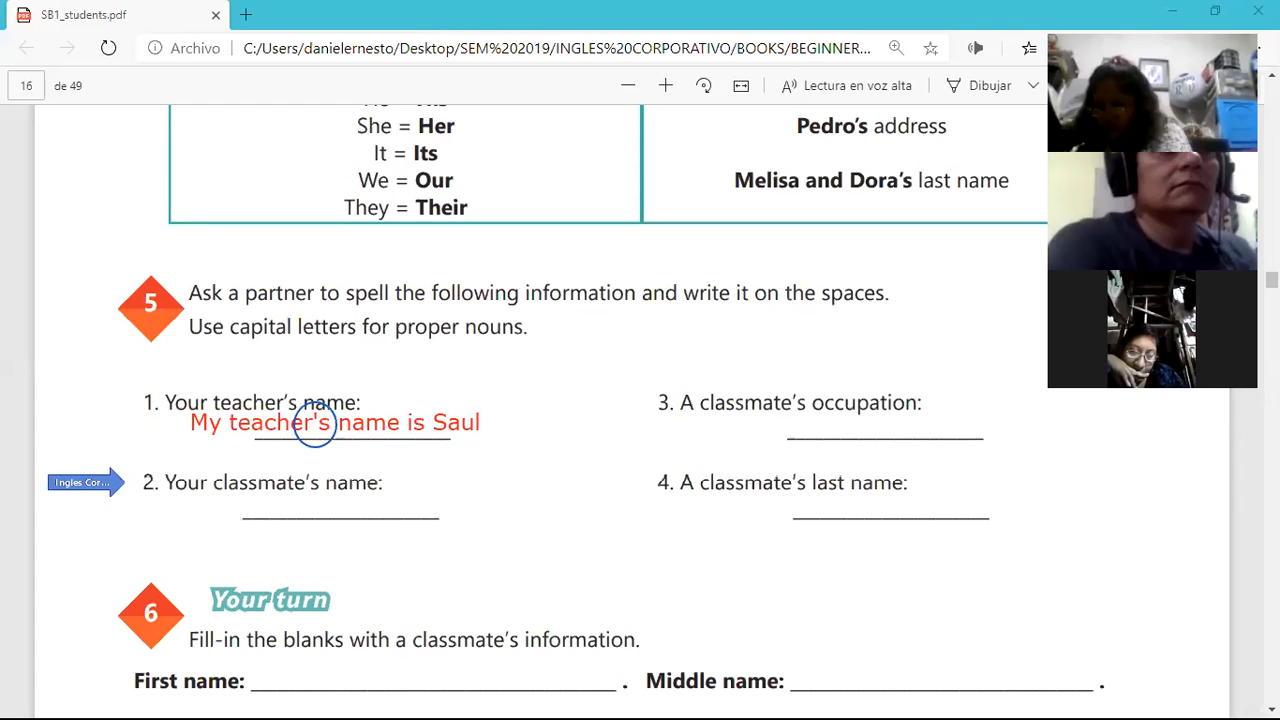 SB1_students.pdf
Archivo
C:/Users/danielernesto/Desktop/SEM%202019/INGLES%20CORPORATIVO/BOOKS/BEGINNER...
16 de 49
Lectura en voz alta
Dibujar
She = Her
It = Its
We = Our
They = Their
Pedro's address
Melisa and Dora's last name
5
Ask a partner to spell the following information and write it on the spaces.
Use capital letters for proper nouns.
1. Your teacher's name:
My teacher's name is Saul
3. A classmate's occupation:
Ingles Cor...
2. Your classmate's name:
4. A classmate's last name:
6
Your turn
Fill-in the blanks with a classmate's information.
First name: ______ . Middle name: ______ .